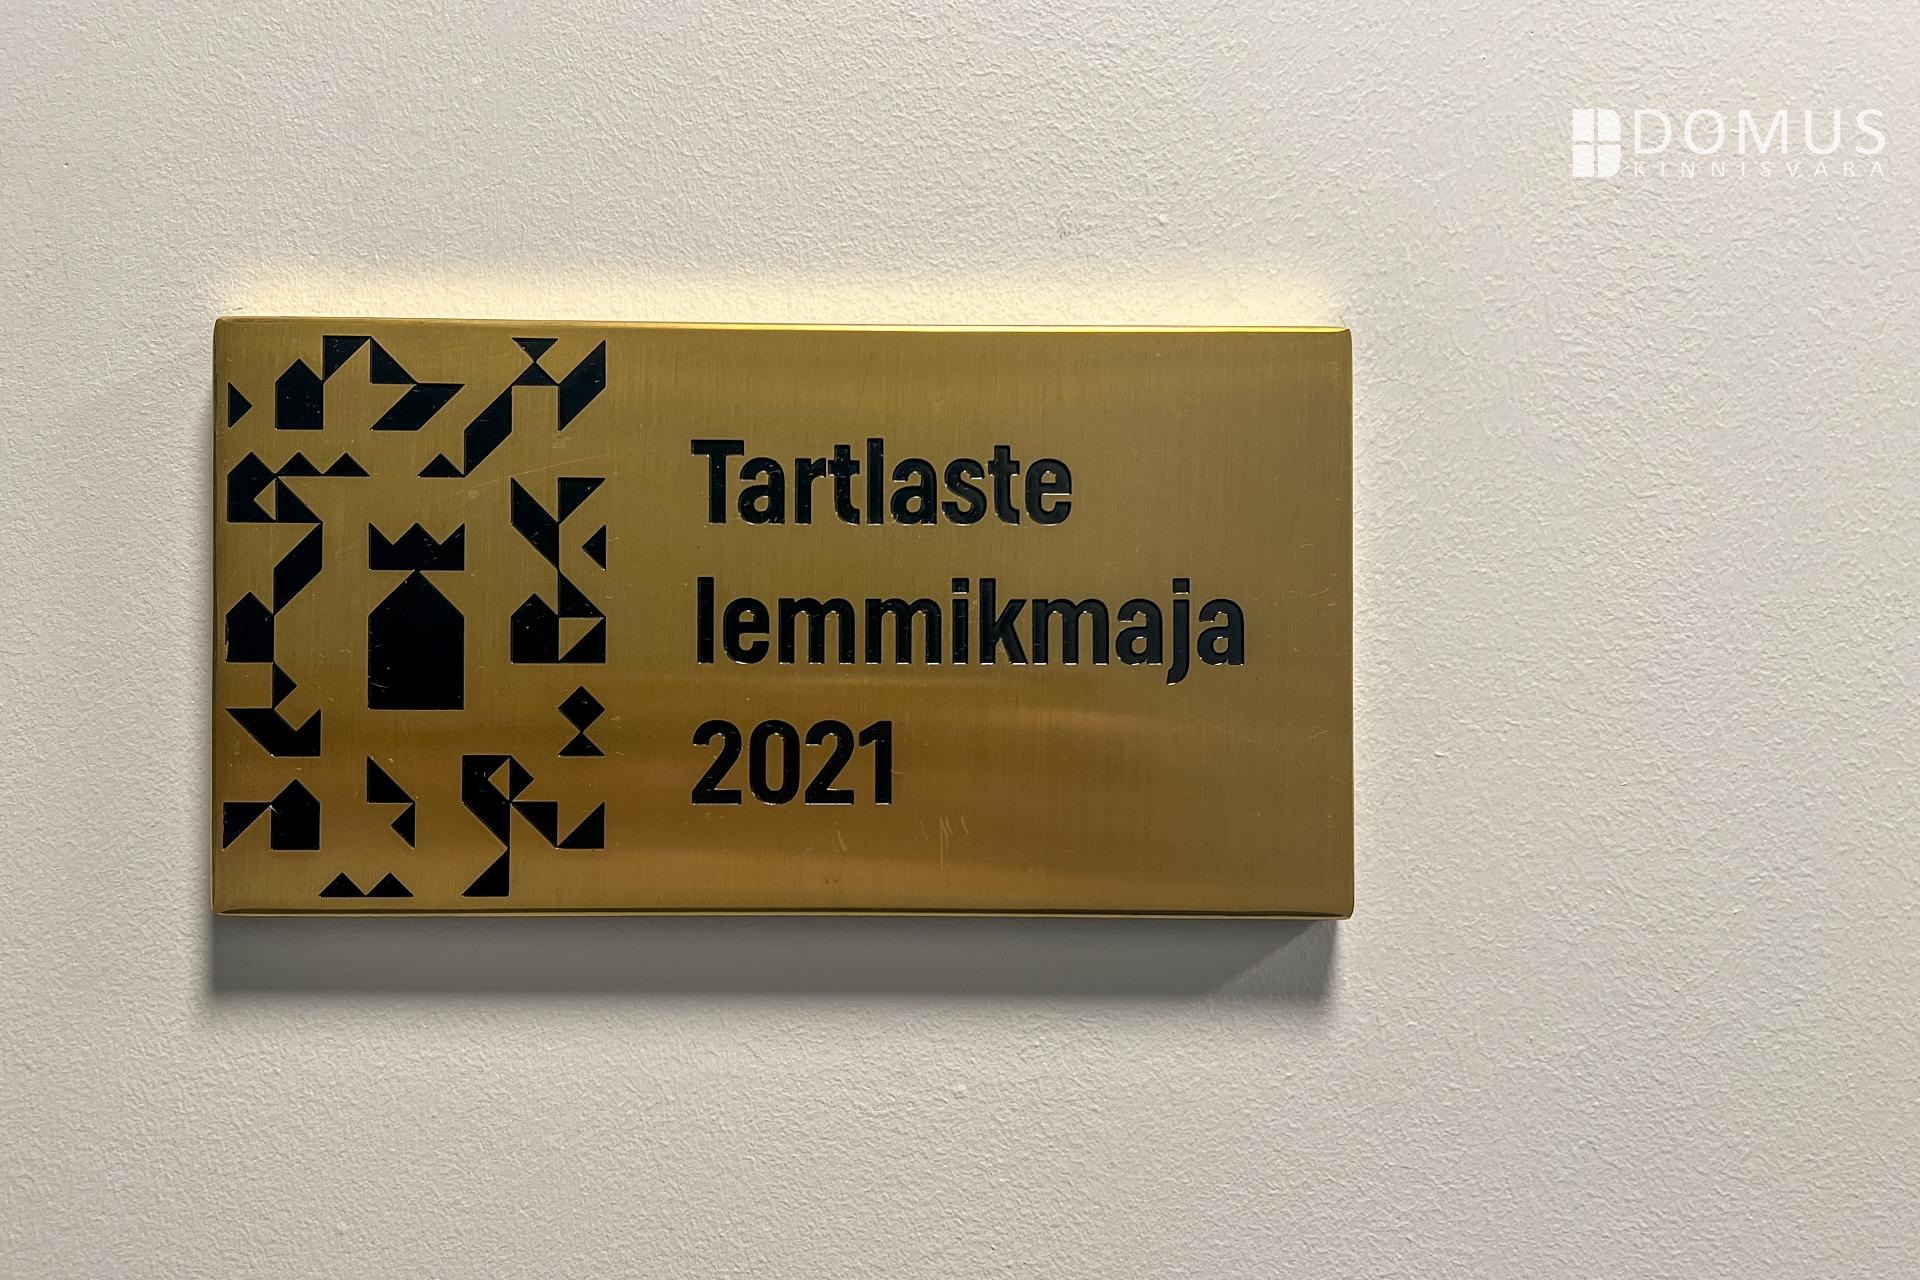 DOMUS
KINNISVARA
Tartlaste
lemmikmaja
2021